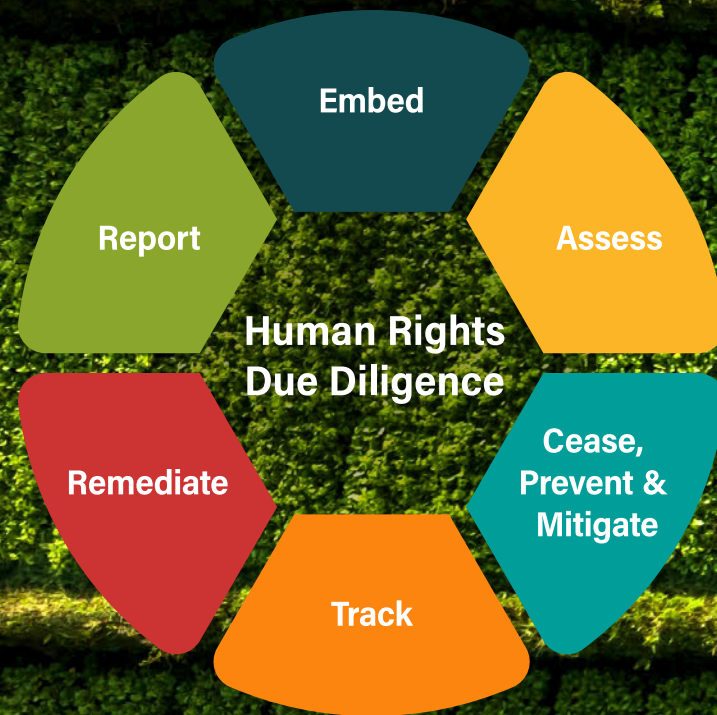 Embed
Assess
Cease,
Prevent &
Mitigate
Track
Remediate
Report
Human Rights
Due Diligence